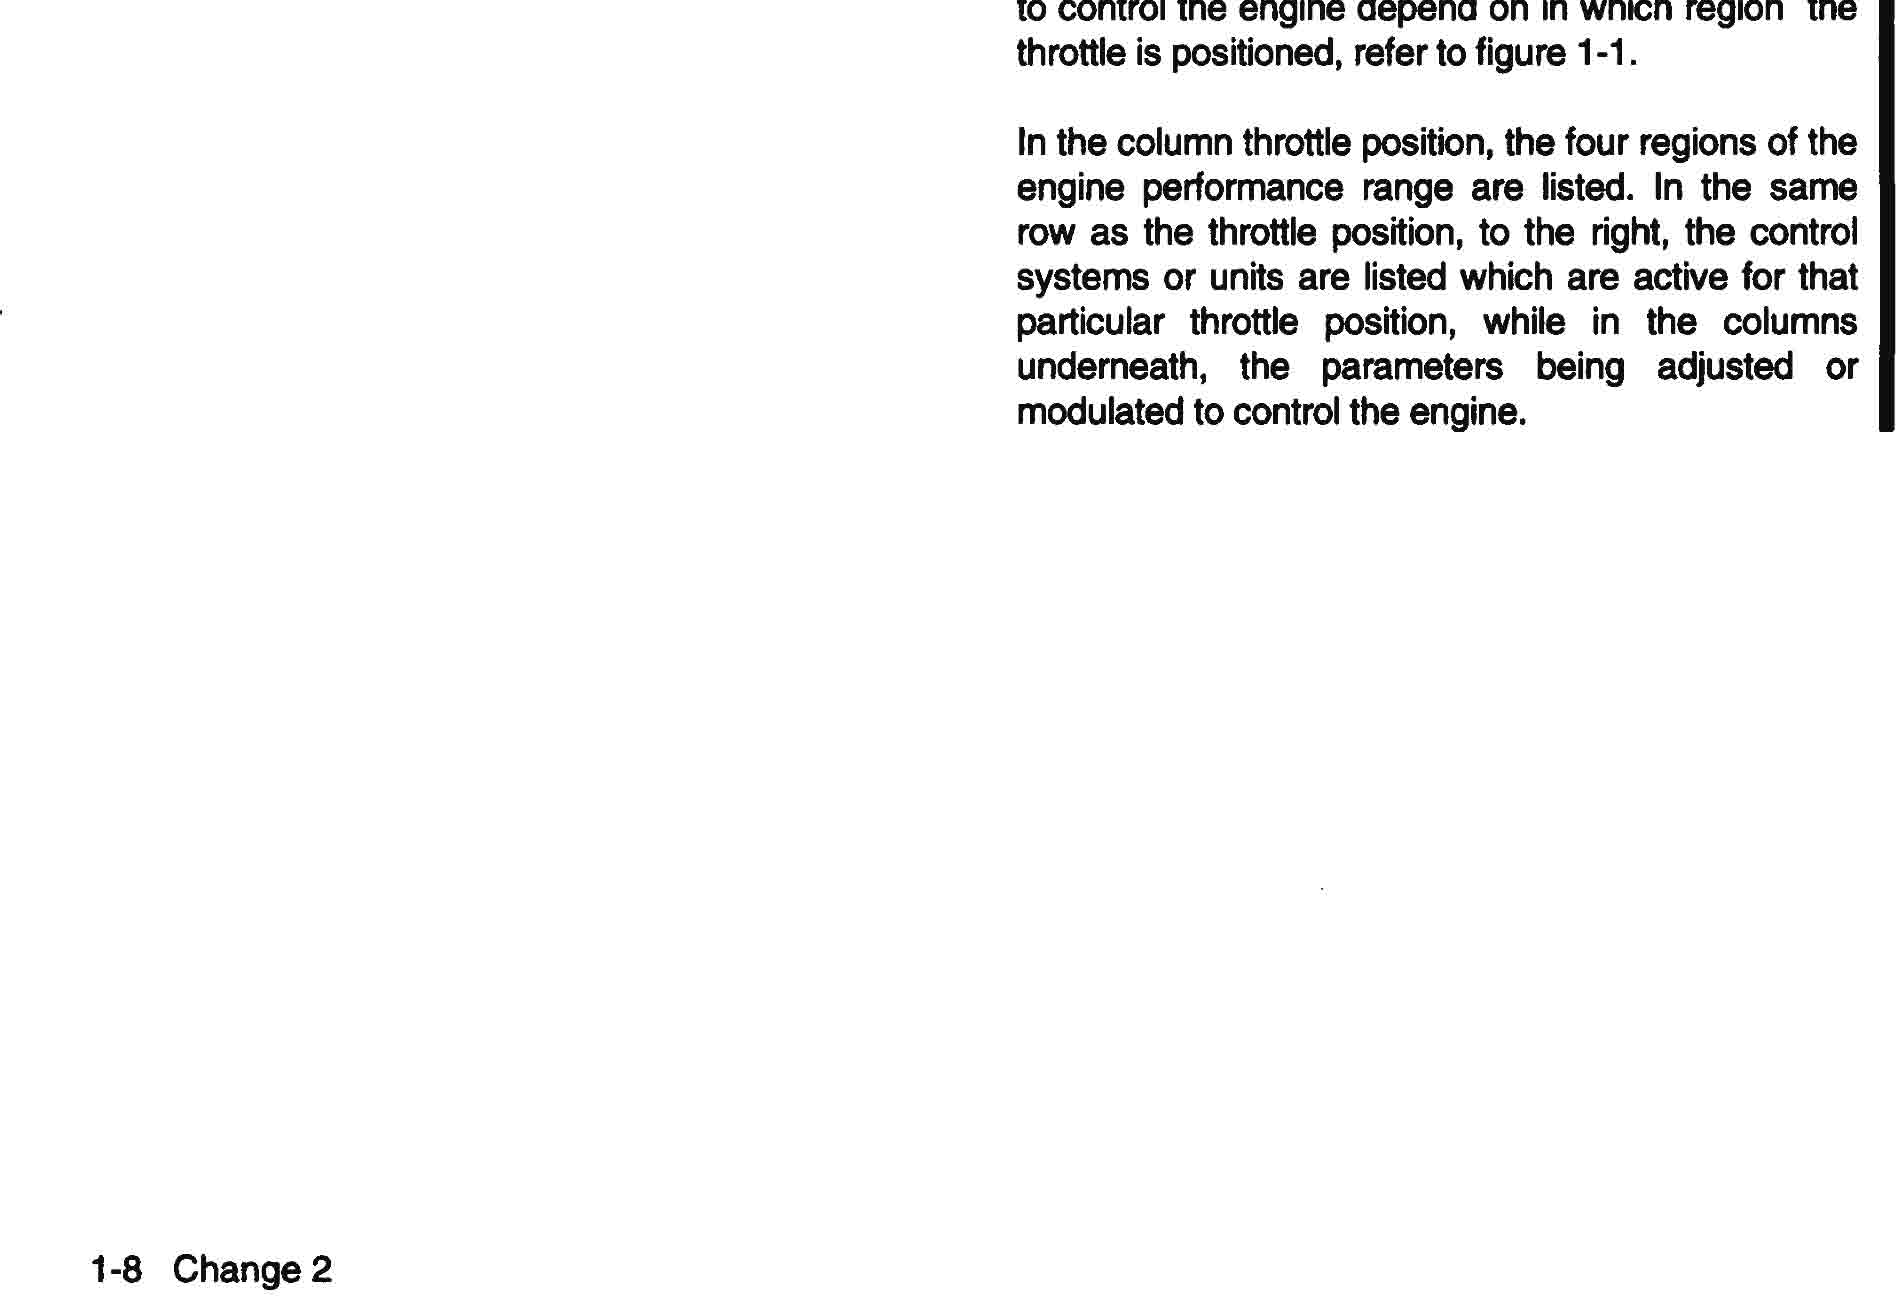 to control the engine depend on in which region the
throttle is positioned, refer to figure 1-1.
In the column throttle position, the four regions of the
engine performance range are listed. In the same
row as the throttle position, to the right, the control
systems or units are listed which are active for that
particular throttle position, while in the columns
underneath, the parameters being adjusted or
modulated to control the engine.
1-8 Change 2